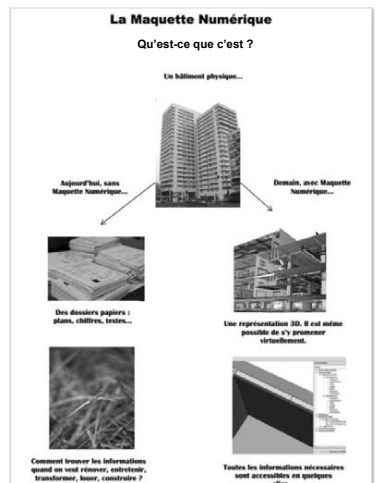 La Maquette Numérique
Qu'est-ce que c'est ?
Un bâtiment physique...
Aujourd'hui, sans
Maquette Numérique...
Demain, avec Maquette
Numérique...
Des dossiers papiers :
plans, chiffres, textes...
Une représentation 3D. Il est même
possible de s'y promener
virtuellement.
Comment trouver les informations
quand on veut rénover, entretenir,
transformer, louer, construire ?
Toutes les informations nécessaires
sont accessibles en quelques